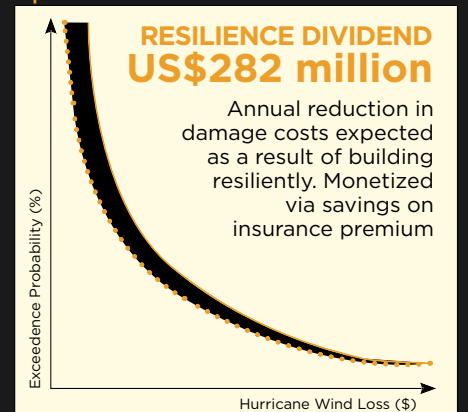 RESILIENCE DIVIDEND
US$282 million
Annual reduction in
damage costs expected
as a result of building
resiliently. Monetized
via savings on
insurance premium
Exceedence Probability (%)
Hurricane Wind Loss ($)